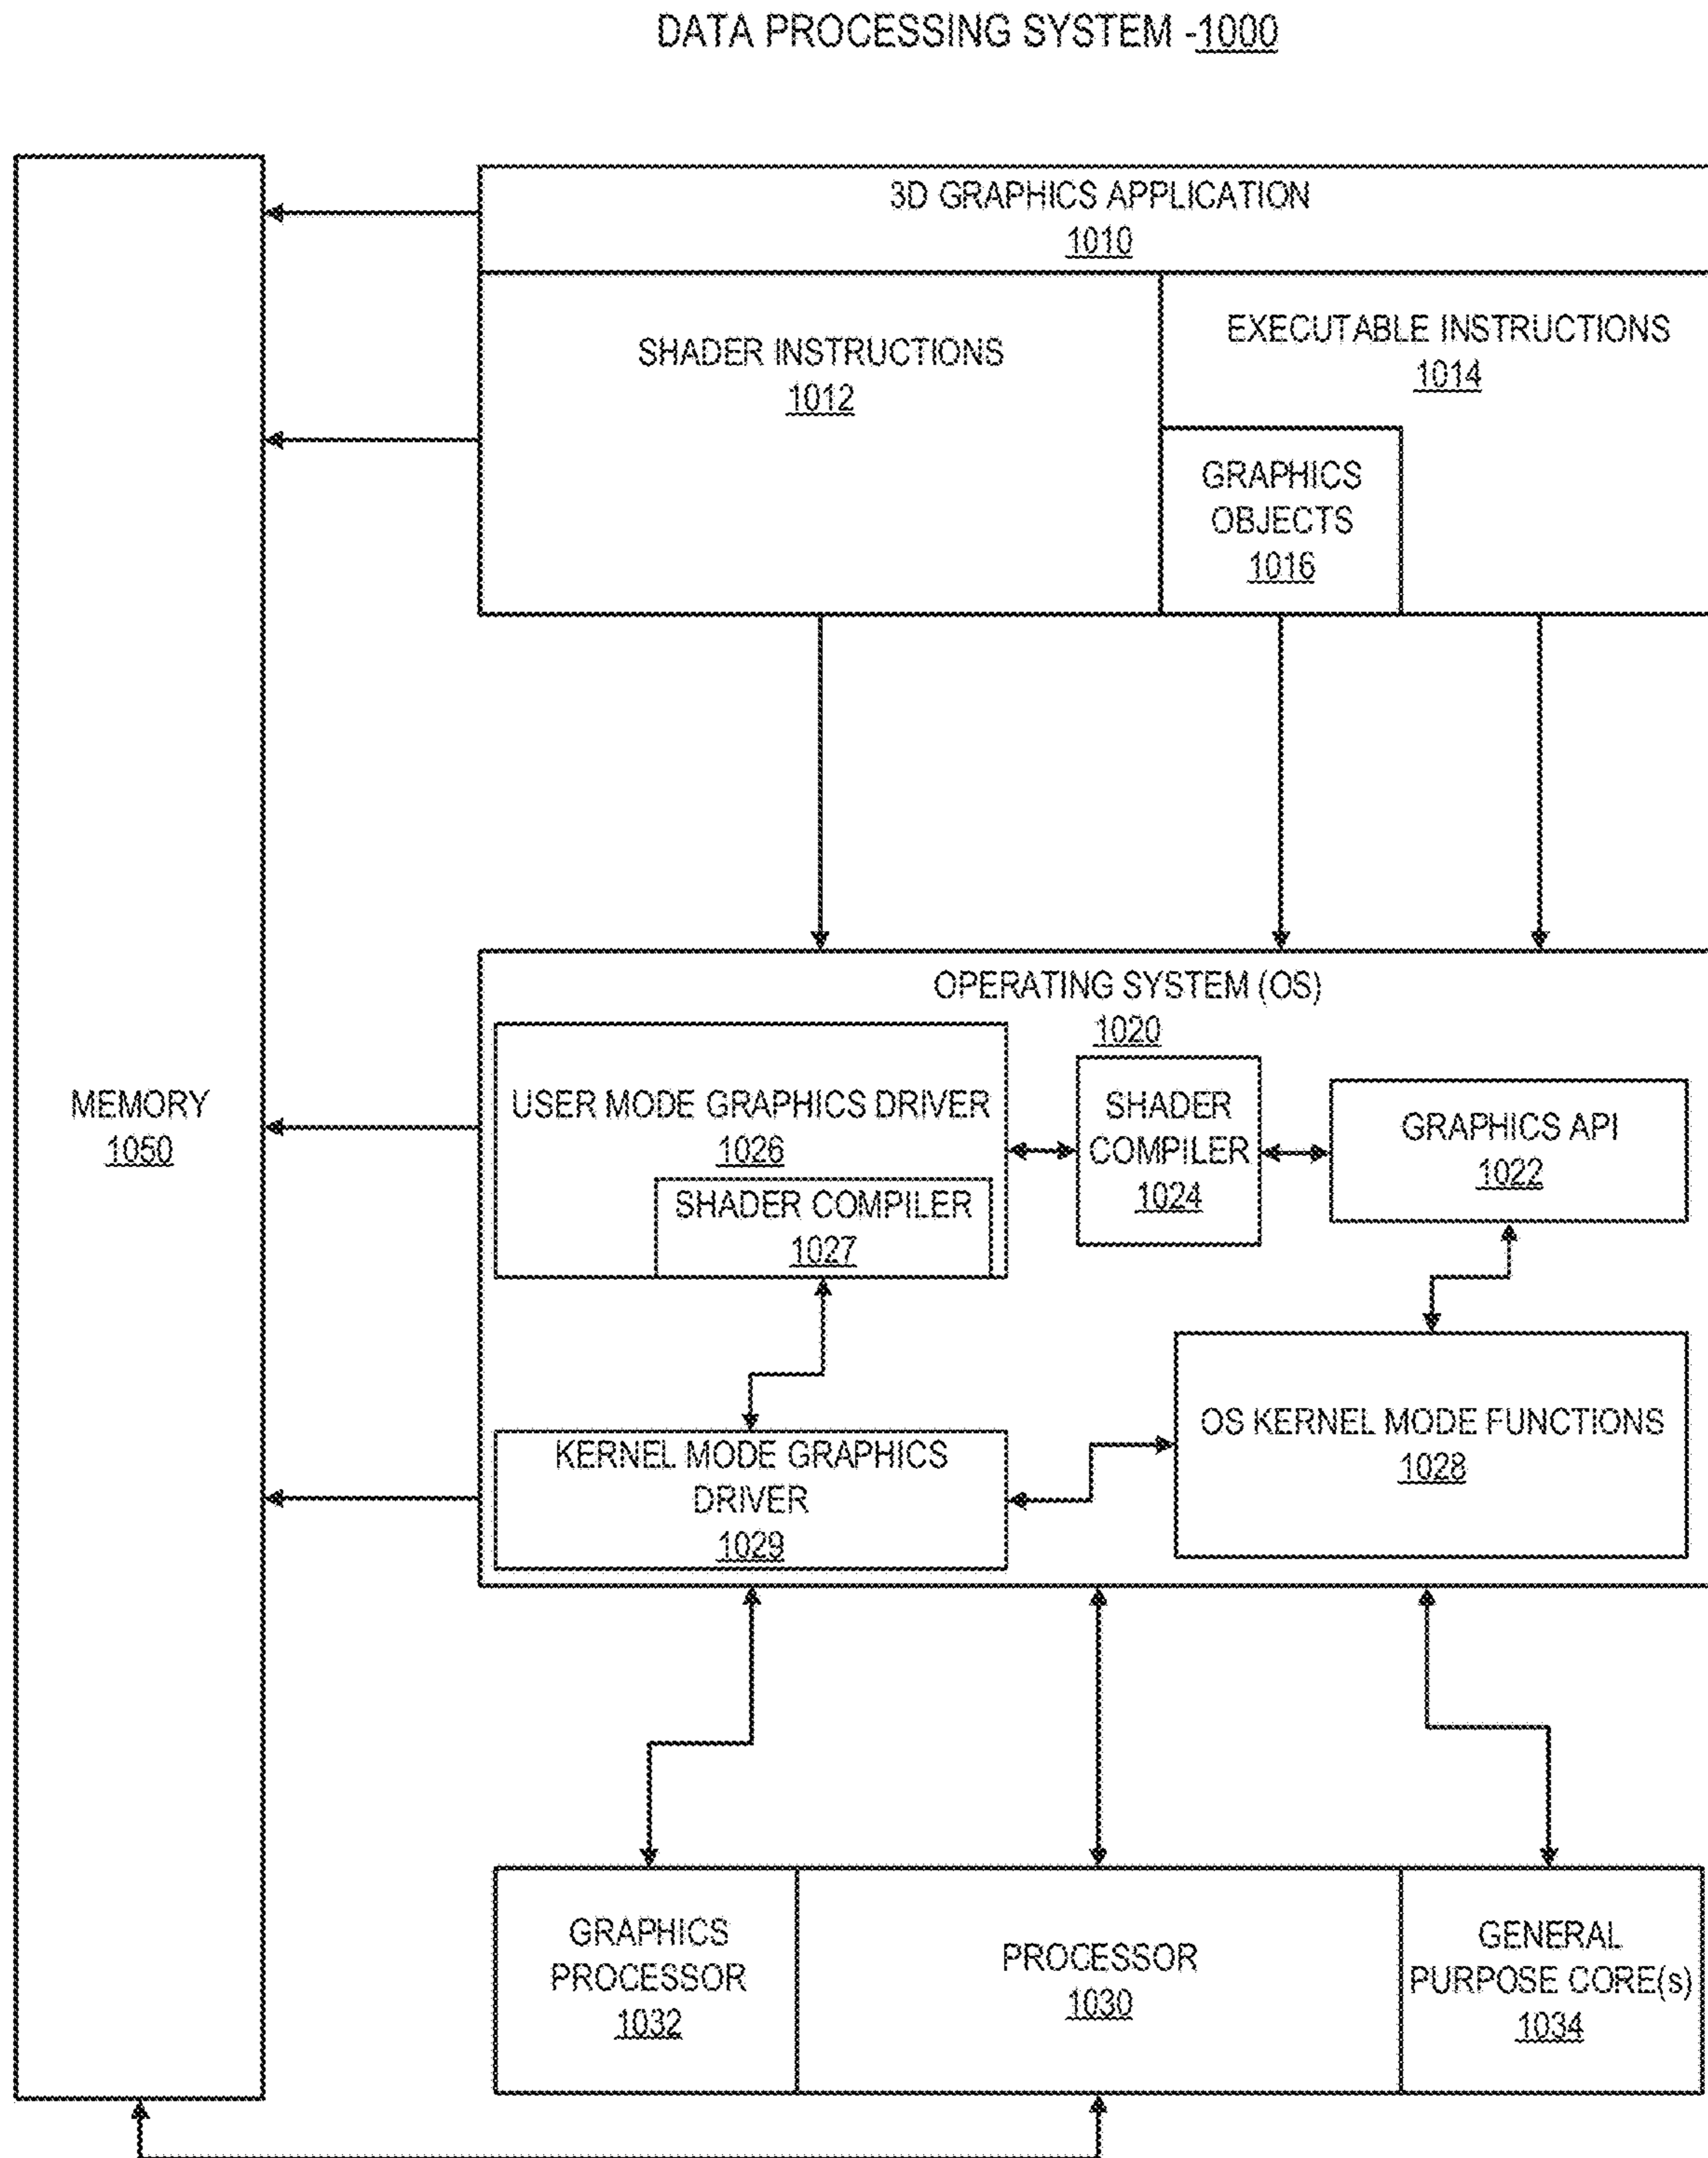 DATA PROCESSING SYSTEM -1000
3D GRAPHICS APPLICATION
1010
SHADER INSTRUCTIONS
1012
EXECUTABLE INSTRUCTIONS
1014
GRAPHICS
OBJECTS
1016
MEMORY
1050
OPERATING SYSTEM (OS)
1020
USER MODE GRAPHICS DRIVER
1026
SHADER COMPILER
1027
SHADER
COMPILER
1024
GRAPHICS API
1022
KERNEL MODE GRAPHICS
DRIVER
1029
OS KERNEL MODE FUNCTIONS
1028
GRAPHICS
PROCESSOR
1032
PROCESSOR
1030
GENERAL
PURPOSE CORE(s)
1034